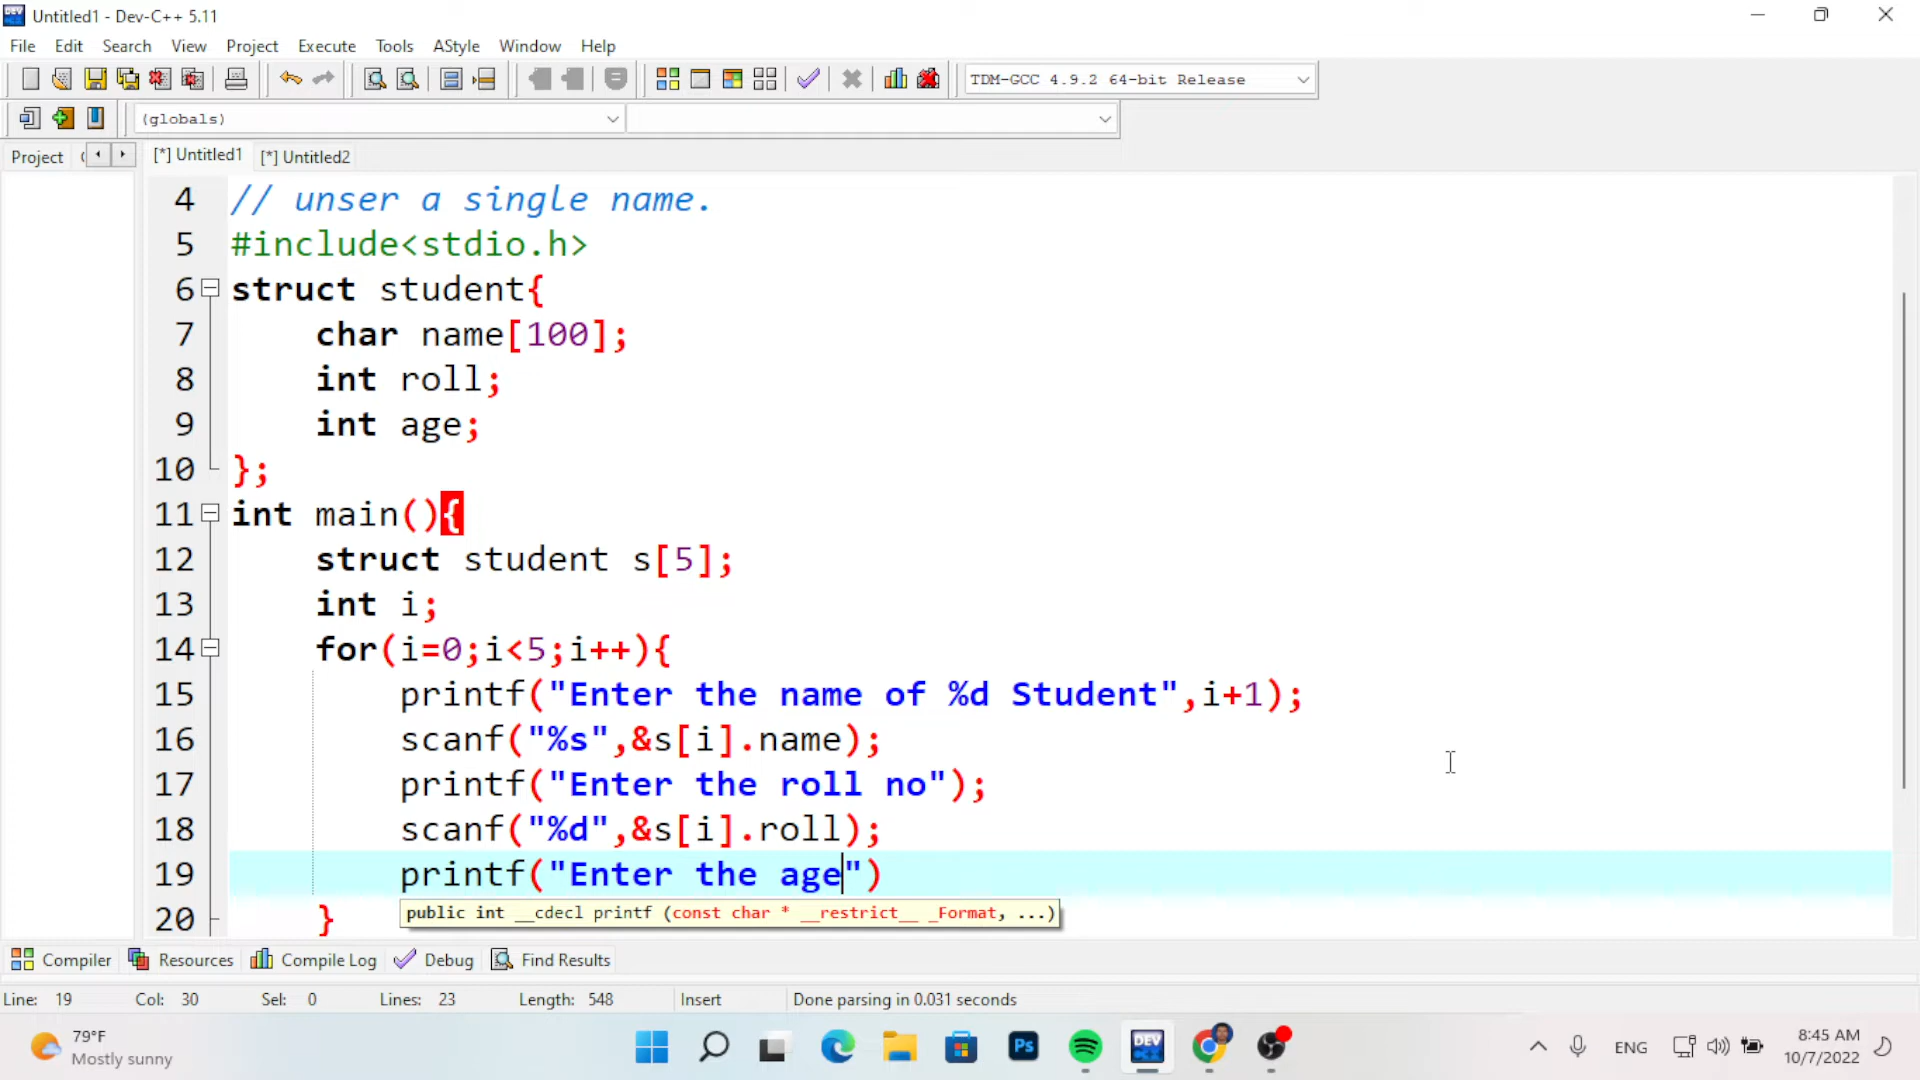 Untitled1 - Dev-C++ 5.11
File Edit Search View Project Execute Tools AStyle Window Help
TDM-GCC 4.9.2 64-bit Release
(globals)
Project [*] Untitled1 [*] Untitled2
4 // unser a single name.
5 #include<stdio.h>
6 struct student{
7 char name[100];
8 int roll;
9 int age;
10 };
11 int main(){
12 struct student s[5];
13 int i;
14 for(i=0;i<5;i++){
15 printf("Enter the name of %d Student",i+1);
16 scanf("%s",&s[i].name);
17 printf("Enter the roll no");
18 scanf("%d",&s[i].roll);
19 printf("Enter the age")
20 }
public int __cdecl printf (const char * __restrict__ _Format, ...)
Compiler Resources Compile Log Debug Find Results
Line: 19 Col: 30 Sel: 0 Lines: 23 Length: 548 Insert Done parsing in 0.031 seconds
79°F
Mostly sunny
Ps
DEV
ENG
8:45 AM
10/7/2022